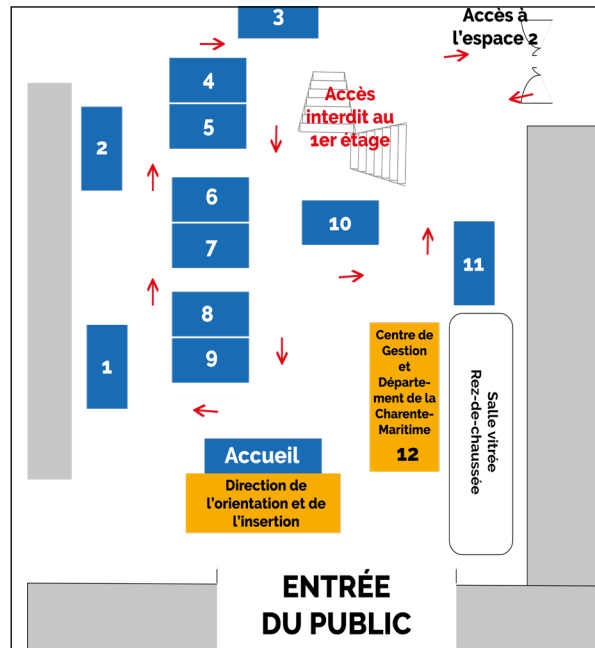 3
Accès à
l'espace 2
4
5
Accès
interdit au
1er étage
2
6
7
10
11
8
9
1
Centre de
Gestion
et
Départe-
ment de la
Charente-
Maritime
12
Salle vitrée
Rez-de-chaussée
Accueil
Direction de
l'orientation et de
l'insertion
ENTRÉE
DU PUBLIC